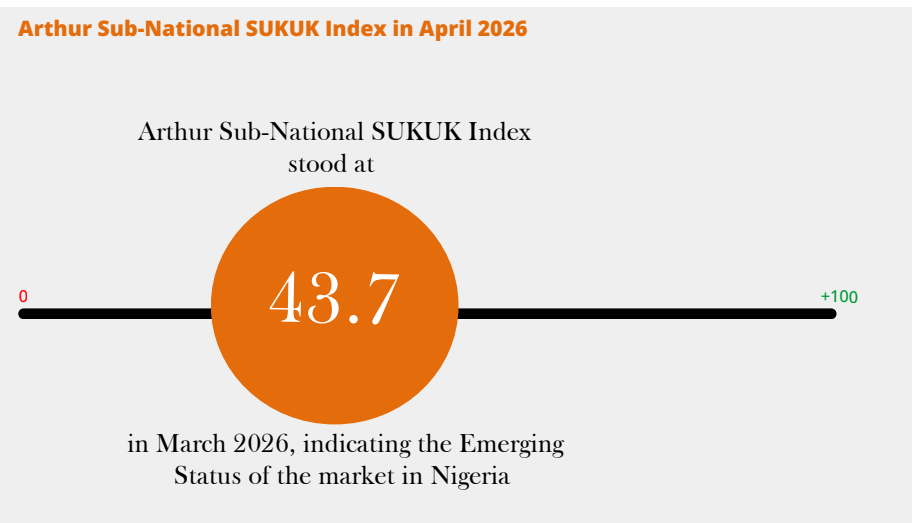 Arthur Sub-National SUKUK Index in April 2026
Arthur Sub-National SUKUK Index
stood at
43.7
0
+100
in March 2026, indicating the Emerging
Status of the market in Nigeria